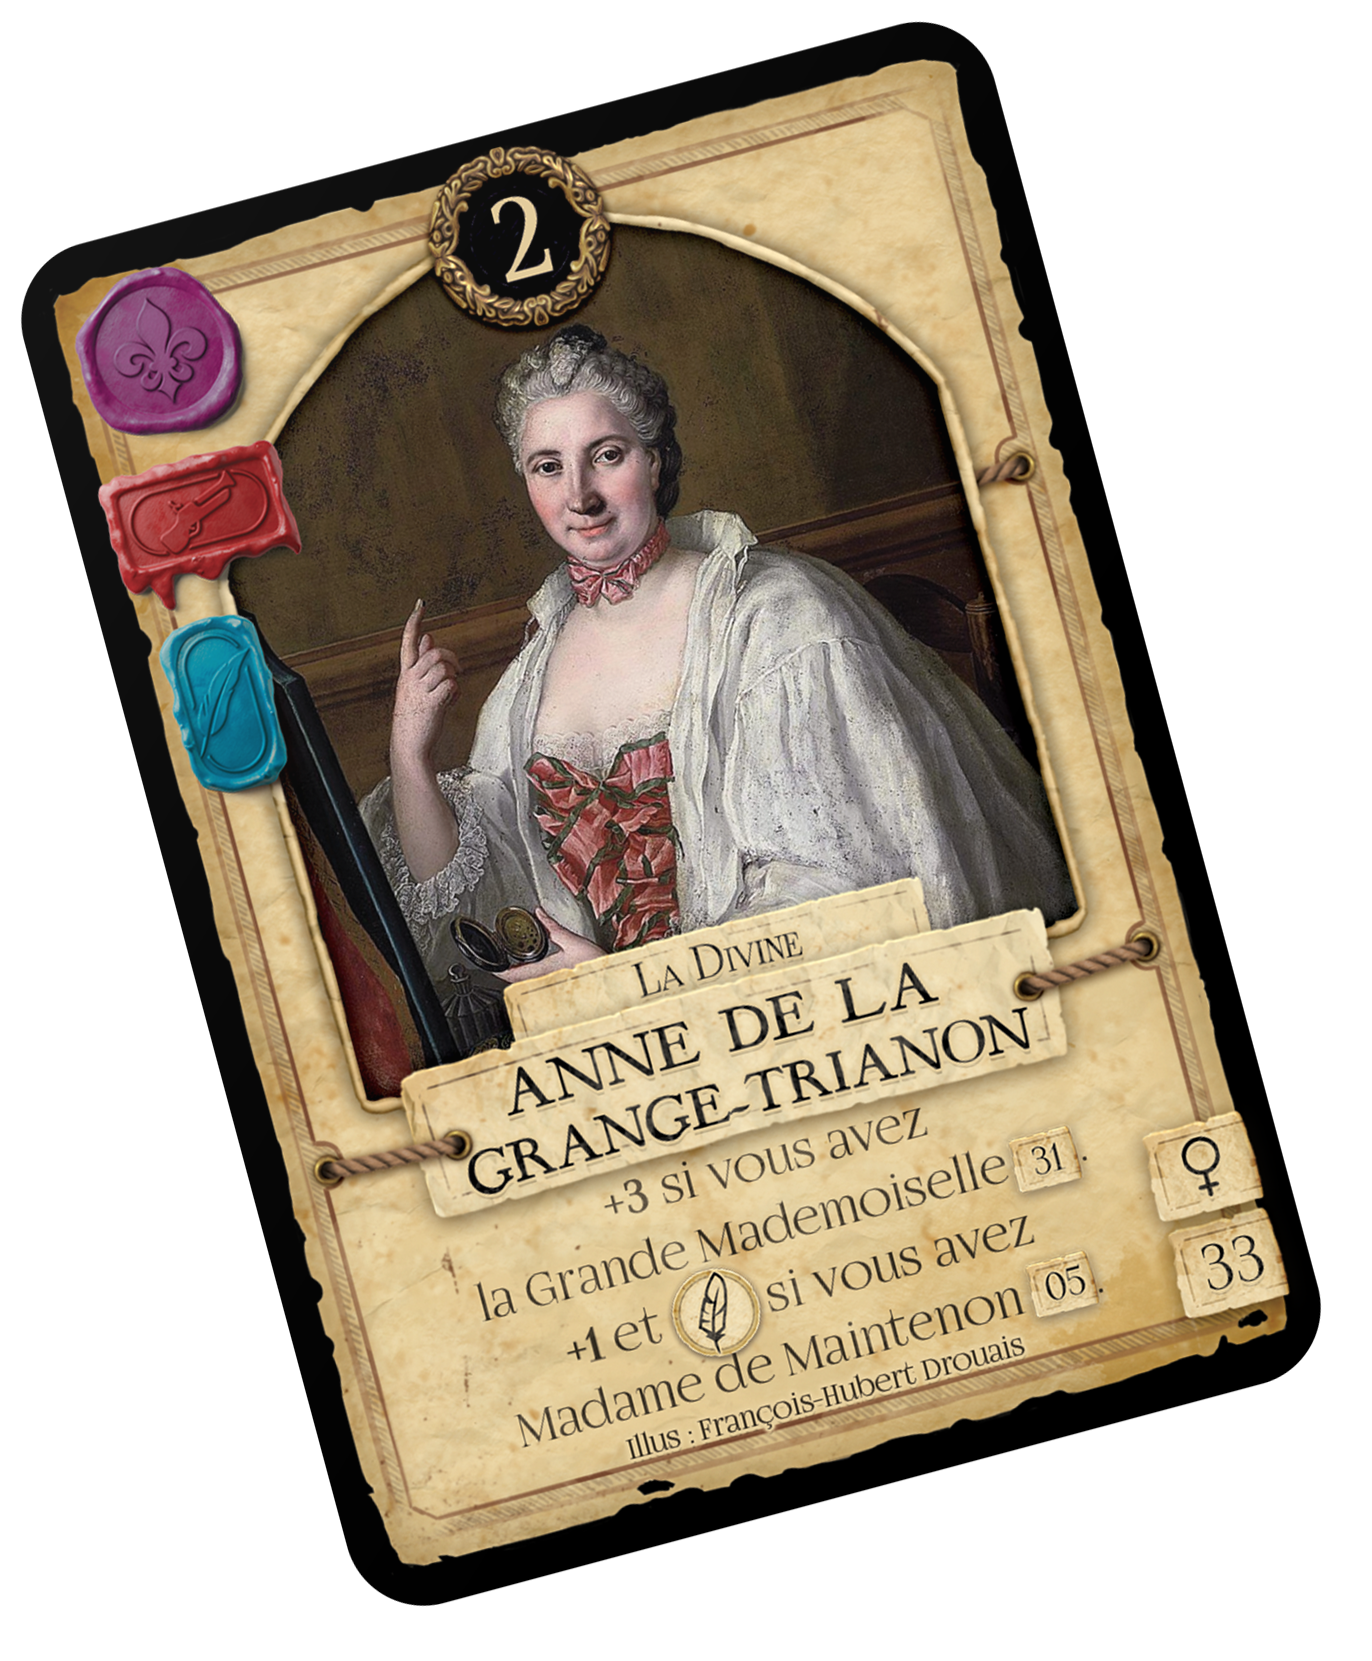 2
La Divine
ANNE DE LA
GRANGE-TRIANON
+3 si vous avez
la Grande Mademoiselle 31.
+1 et si vous avez
Madame de Maintenon 05.
Illus : François-Hubert Drouais
♀
33